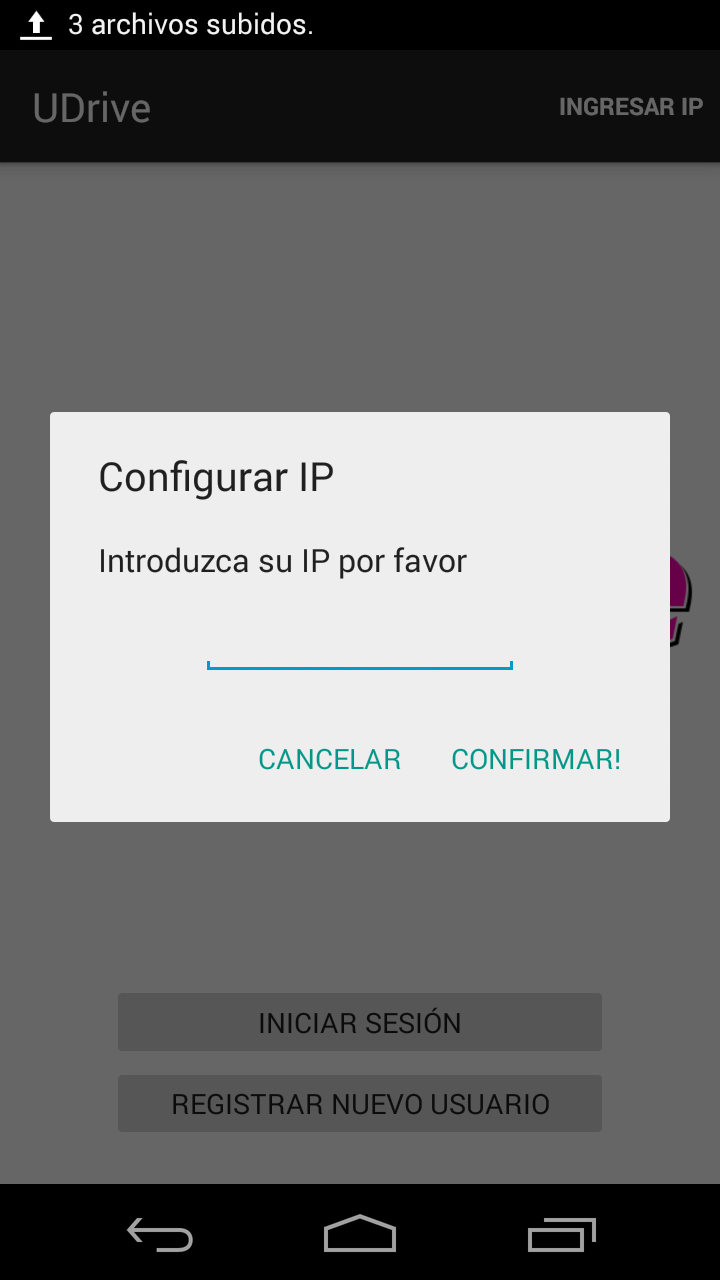 3 archivos subidos.
UDrive
INGRESAR IP
Configurar IP
Introduzca su IP por favor
CANCELAR
CONFIRMAR!
INICIAR SESIÓN
REGISTRAR NUEVO USUARIO